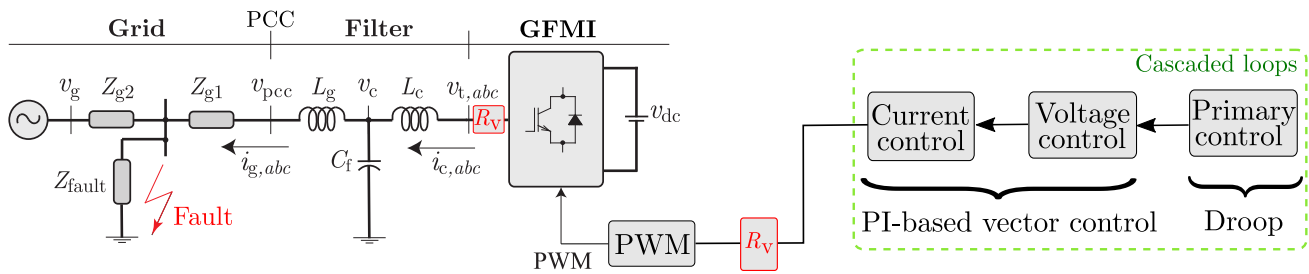 PCC
Grid
Filter
GFMI
Cascaded loops
v_g
Z_g2
Z_g1
v_pcc
L_g
v_c
L_c
v_t,abc
R_v
v_dc
Current
control
Voltage
control
Primary
control
i_g,abc
C_f
i_c,abc
Z_fault
Fault
PI-based vector control
Droop
PWM
R_v
PWM